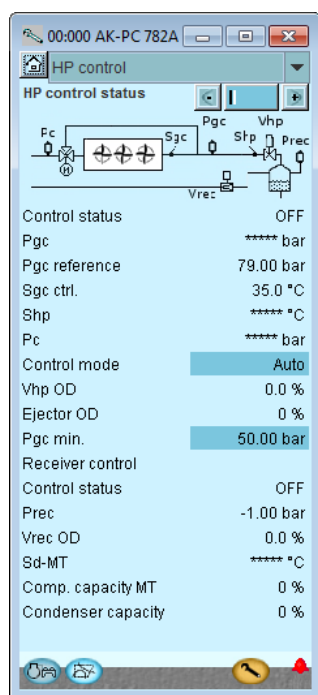 00:000 AK-PC 782A
HP control
HP control status
Pc
Sgc
Pgc
Shp
Vhp
Prec
M
Vrec
Control status OFF
Pgc ***** bar
Pgc reference 79.00 bar
Sgc ctrl. 35.0 °C
Shp ***** °C
Pc ***** bar
Control mode Auto
Vhp OD 0.0 %
Ejector OD 0 %
Pgc min. 50.00 bar
Receiver control
Control status OFF
Prec -1.00 bar
Vrec OD 0.0 %
Sd-MT ***** °C
Comp. capacity MT 0 %
Condenser capacity 0 %